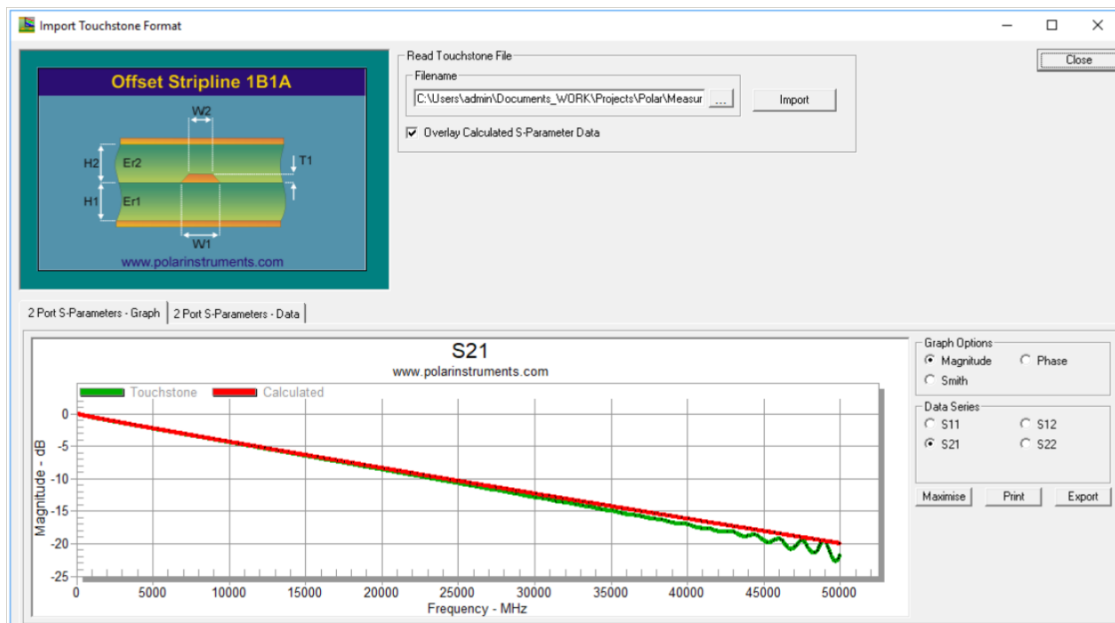 Import Touchstone Format
Offset Stripline 1B1A
W2
H2
Er2
T1
H1
Er1
W1
www.polarinstruments.com
Read Touchstone File
Filename
C:\Users\admin\Documents_WORK\Projects\Polar\Measur
...
Import
Overlay Calculated S-Parameter Data
Close
2 Port S-Parameters - Graph
2 Port S-Parameters - Data
S21
www.polarinstruments.com
Touchstone
Calculated
Magnitude - dB
0
-5
-10
-15
-20
-25
0 5000 10000 15000 20000 25000 30000 35000 40000 45000 50000
Frequency - MHz
Graph Options
Magnitude
Phase
Smith
Data Series
S11
S12
S21
S22
Maximise
Print
Export